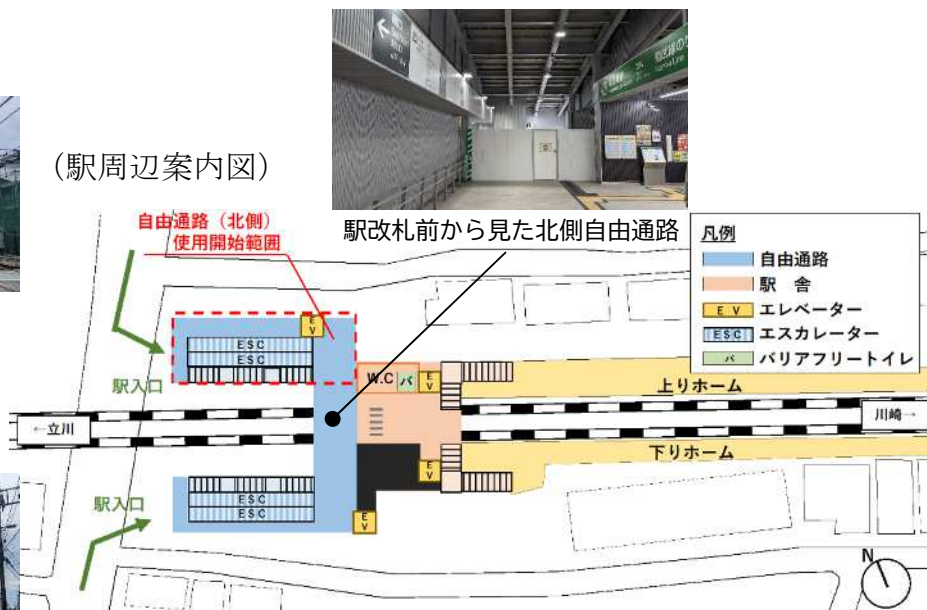 （駅周辺案内図）
駅改札前から見た北側自由通路
自由通路（北側）
使用開始範囲
凡例
自由通路
駅 舎
EV エレベーター
ESC エスカレーター
バ バリアフリートイレ
EV
ESC
ESC
駅入口
W.C バ EV
上りホーム
←立川
川崎→
下りホーム
EV
駅入口
ESC
ESC
EV
N